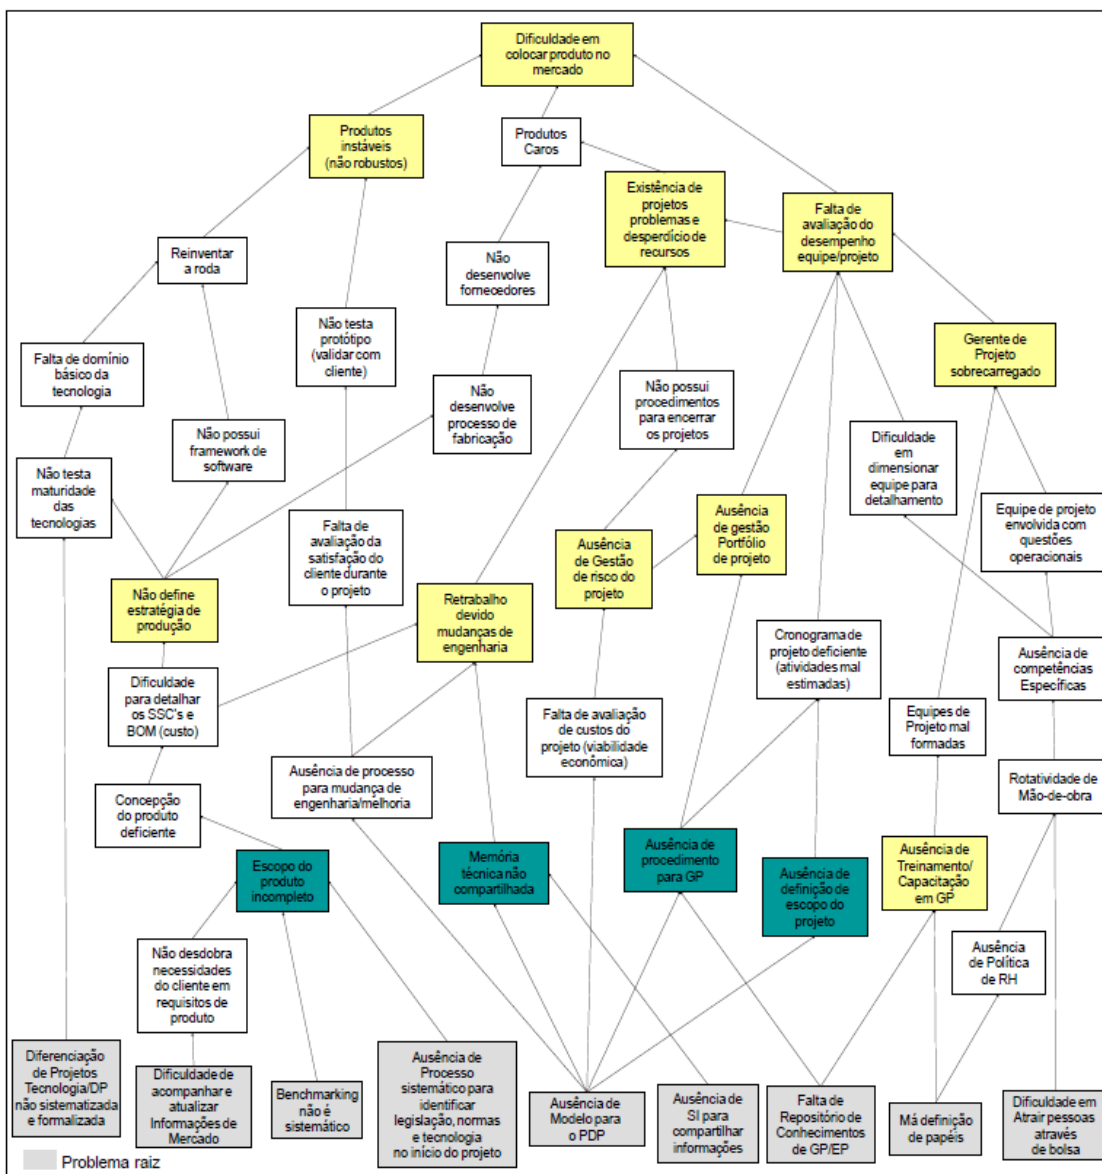 Dificuldade em
colocar produto no
mercado
Produtos
instáveis
(não robustos)
Produtos
Caros
Existência de
projetos
problemas e
desperdício de
recursos
Falta de
avaliação do
desempenho
equipe/projeto
Reinventar
a roda
Não
desenvolve
fornecedores
Não testa
protótipo
(validar com
cliente)
Gerente de
Projeto
sobrecarregado
Falta de domínio
básico da
tecnologia
Não
desenvolve
processo de
fabricação
Não possui
procedimentos
para encerrar
os projetos
Não possui
framework de
software
Dificuldade
em
dimensionar
equipe para
detalhamento
Não testa
maturidade
das
tecnologias
Falta de
avaliação da
satisfação do
cliente durante
o projeto
Ausência
de Gestão
de risco do
projeto
Ausência
de gestão
Portfólio
de projeto
Equipe de projeto
envolvida com
questões
operacionais
Não define
estratégia de
produção
Retrabalho
devido
mudanças de
engenharia
Cronograma de
projeto deficiente
(atividades mal
estimadas)
Ausência de
competências
Específicas
Dificuldade
para detalhar
os SSC's e
BOM (custo)
Falta de avaliação
de custos do
projeto (viabilidade
econômica)
Equipes de
Projeto mal
formadas
Ausência de processo
para mudança de
engenharia/melhoria
Rotatividade de
Mão-de-obra
Concepção
do produto
deficiente
Escopo do
produto
incompleto
Memória
técnica não
compartilhada
Ausência de
procedimento
para GP
Ausência de
definição de
escopo do
projeto
Ausência de
Treinamento/
Capacitação
em GP
Não desdobra
necessidades
do cliente em
requisitos de
produto
Ausência
de Política
de RH
Diferenciação
de Projetos
Tecnologia/DP
não sistematizada
e formalizada
Dificuldade de
acompanhar e
atualizar
Informações de
Mercado
Benchmarking
não é
sistemático
Ausência de
Processo
sistemático para
identificar
legislação, normas
e tecnologia
no início do projeto
Ausência de
Modelo para
o PDP
Ausência de
SI para
compartilhar
informações
Falta de
Repositório de
Conhecimentos
de GP/EP
Má definição
de papéis
Dificuldade em
Atrair pessoas
através
de bolsa
Problema raiz